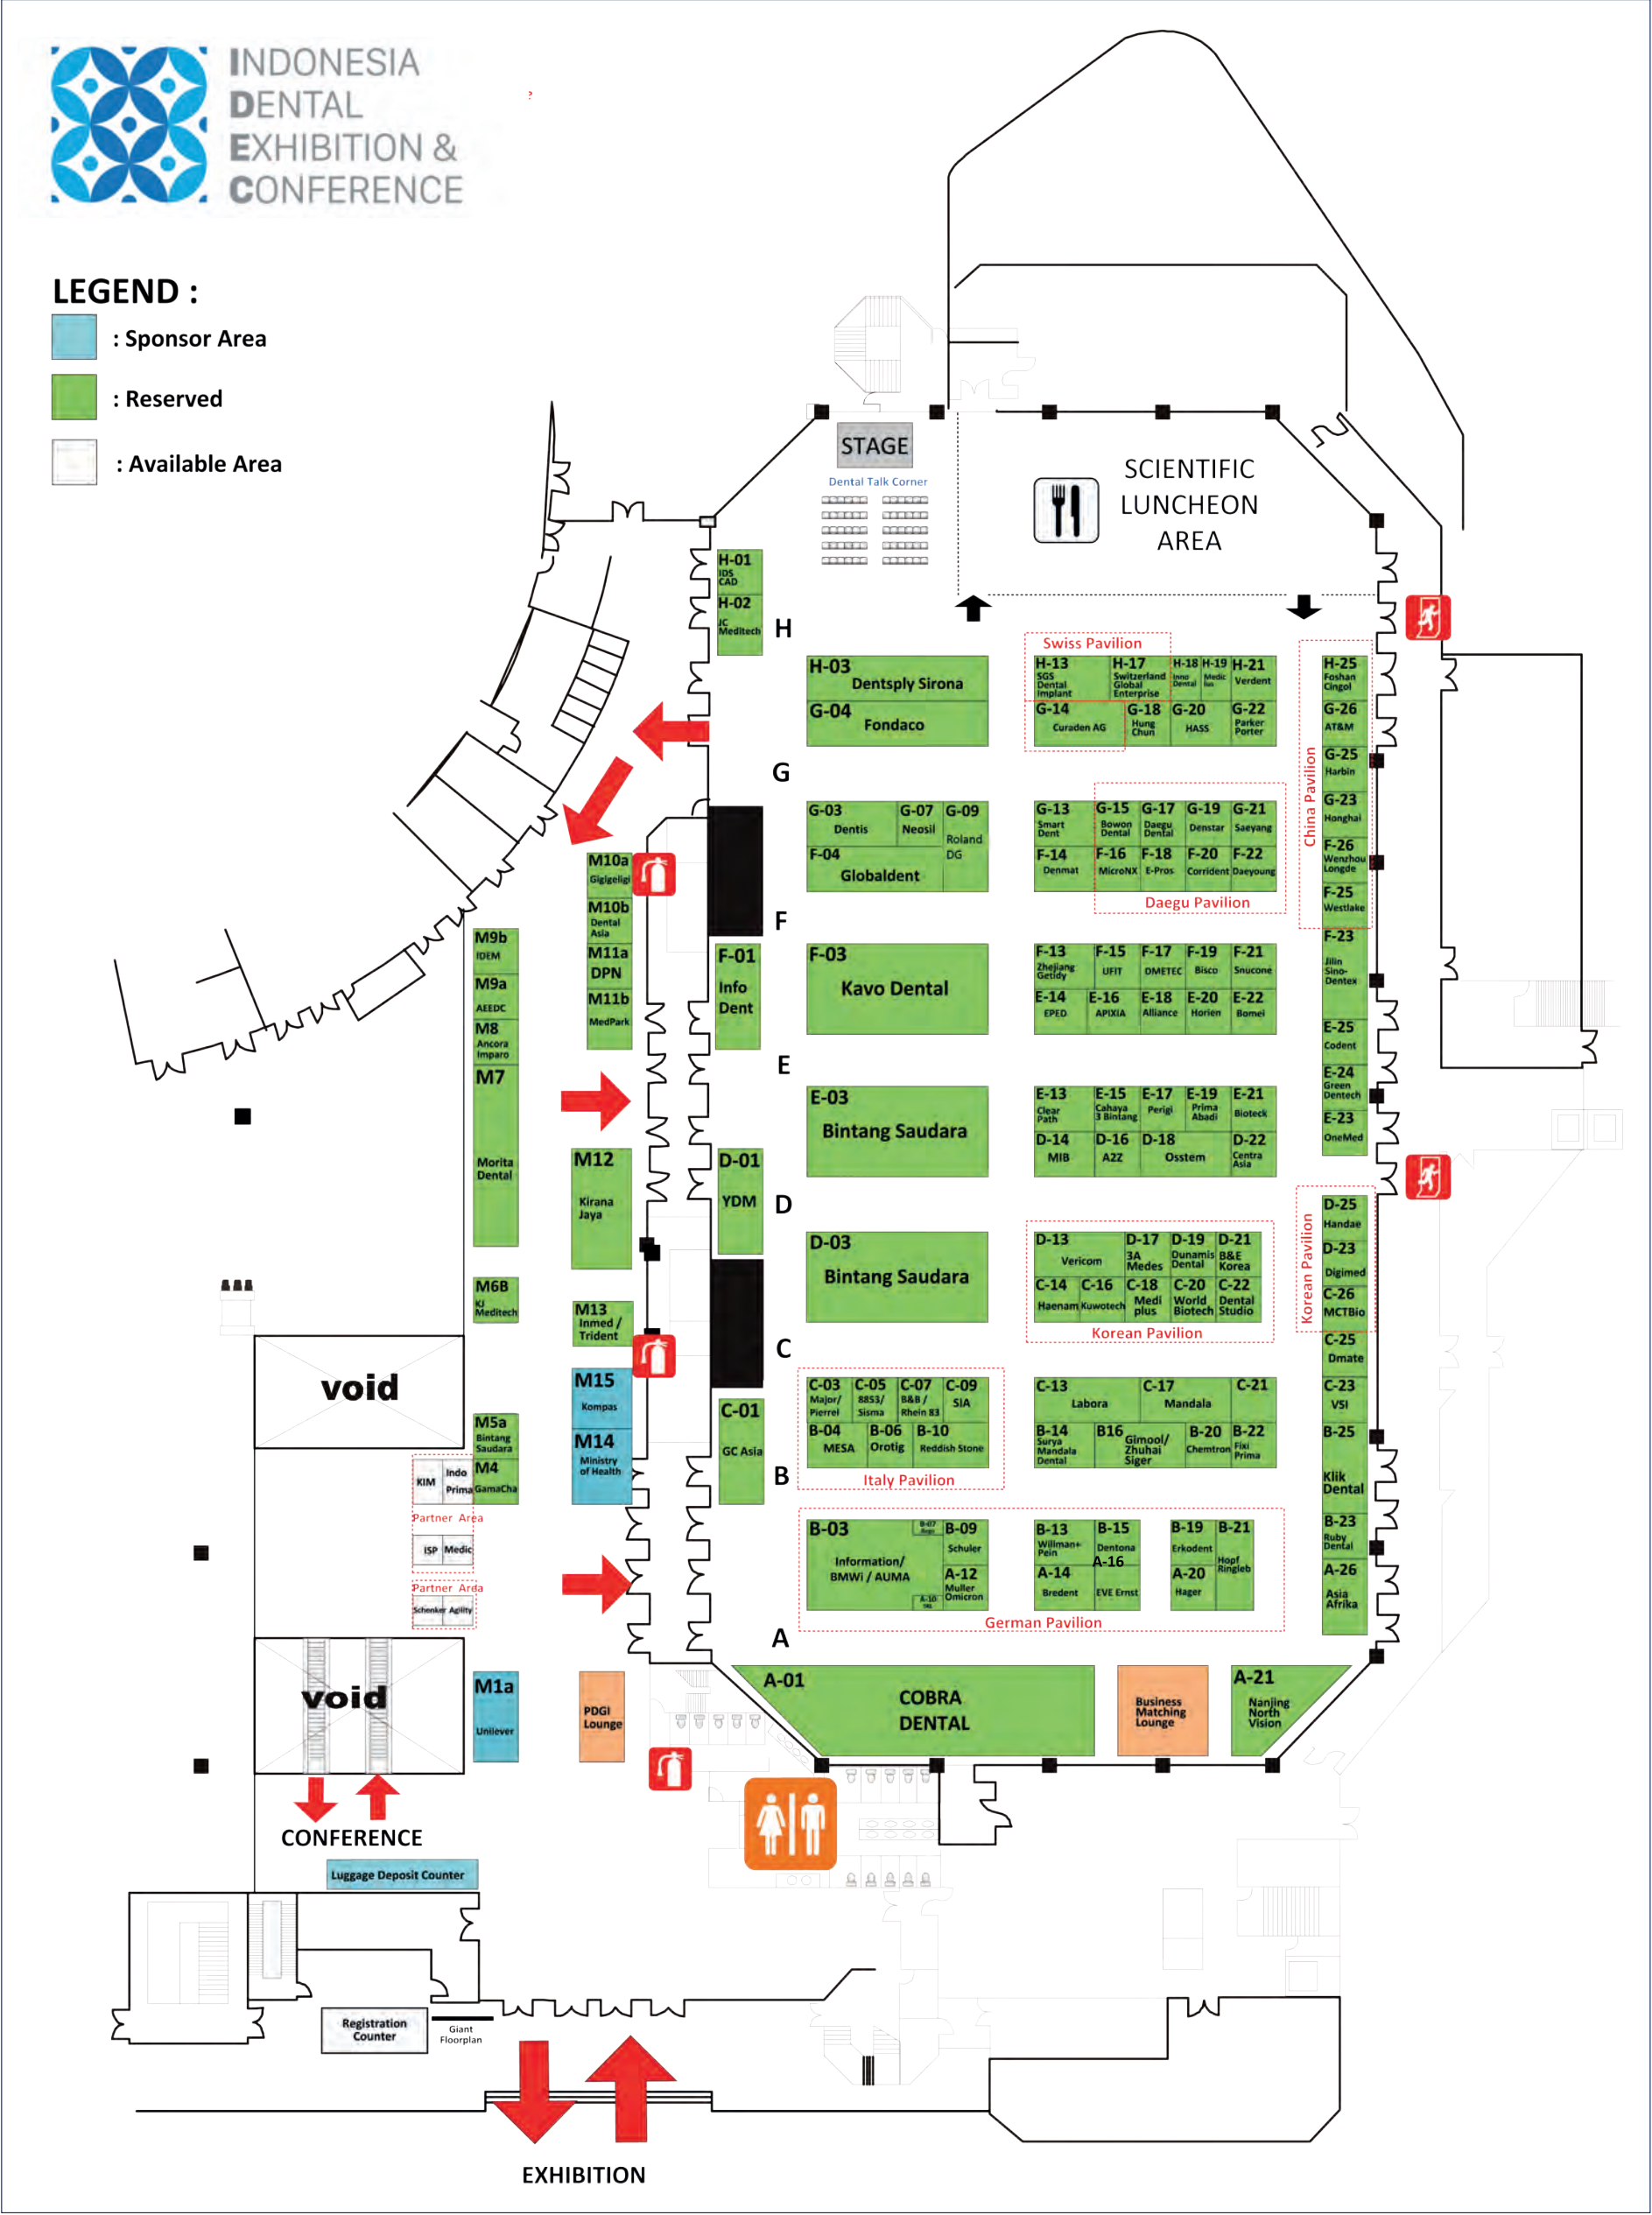 INDONESIA
DENTAL
EXHIBITION &
CONFERENCE
?
LEGEND :
: Sponsor Area
: Reserved
: Available Area
STAGE
Dental Talk Corner
SCIENTIFIC
LUNCHEON
AREA
H-01
IDS
CAD
H-02
JC
Meditech
H
H-03
Dentsply Sirona
G-04
Fondaco
Swiss Pavilion
H-13
SGS
Dental
Implant
H-17
Switzerland
Global
Enterprise
H-18
Inno
Dental
H-19
Medic
lus
H-21
Verdent
G-14
Curaden AG
G-18
Hung
Chun
G-20
HASS
G-22
Parker
Porter
China Pavilion
H-25
Foshan
Cingol
G-26
AT&M
G-25
Harbin
G-23
Honghai
F-26
Wenzhou
Longde
F-25
Westlake
F-23
Jilin
Sino-
Dentex
E-25
Codent
E-24
Green
Dentech
E-23
OneMed
G
G-03
Dentis
G-07
Neosil
G-09
Roland
DG
F-04
Globaldent
G-13
Smart
Dent
G-15
Bowon
Dental
G-17
Daegu
Dental
G-19
Denstar
G-21
Saeyang
F-14
Denmat
F-16
MicroNX
F-18
E-Pros
F-20
Corrident
F-22
Daeyoung
Daegu Pavilion
M10a
Gigigeligi
M10b
Dental
Asia
M11a
DPN
M11b
MedPark
M9b
IDEM
M9a
AEEDC
M8
Ancora
Imparo
M7
Morita
Dental
F
F-01
Info
Dent
F-03
Kavo Dental
F-13
Zhejiang
Getidy
F-15
UFIT
F-17
DMETEC
F-19
Bisco
F-21
Snucone
E-14
EPED
E-16
APIXIA
E-18
Alliance
E-20
Horien
E-22
Bomei
E
E-03
Bintang Saudara
E-13
Clear
Path
E-15
Cahaya
3 Bintang
E-17
Perigi
E-19
Prima
Abadi
E-21
Bioteck
D-14
MIB
D-16
A2Z
D-18
Osstem
D-22
Centra
Asia
M12
Kirana
Jaya
D-01
YDM
D
D-03
Bintang Saudara
D-13
Vericom
D-17
3A
Medes
D-19
Dunamis
Dental
D-21
B&E
Korea
C-14
Haenam
C-16
Kuwotech
C-18
Medi
plus
C-20
World
Biotech
C-22
Dental
Studio
Korean Pavilion
Korean Pavilion
D-25
Handae
D-23
Digimed
C-26
MCTBio
C-25
Dmate
C-23
VSI
B-25
Klik
Dental
B-23
Ruby
Dental
A-26
Asia
Afrika
M6B
KJ
Meditech
M13
Inmed /
Trident
void
M15
Kompas
M14
Ministry
of Health
C
C-01
GC Asia
C-03
Major/
Pierrel
C-05
8853/
Sisma
C-07
B&B /
Rhein 83
C-09
SIA
B-04
MESA
B-06
Orotig
B-10
Reddish Stone
Italy Pavilion
C-13
Labora
C-17
Mandala
C-21
B-14
Surya
Mandala
Dental
B16
Gimool/
Zhuhai
Siger
B-20
Chemtron
B-22
Fixi
Prima
M5a
Bintang
Saudara
M4
GamaCha
KIM
Indo
Prima
Partner Area
ISP
Medic
Partner Area
Schenker
Agility
B
B-03
Information/
BMWi / AUMA
B-07
B-09
Schuler
A-10
A-12
Muller
Omicron
B-13
Willman+
Pein
B-15
Dentona
A-16
A-14
Bredent
EVE Ernst
B-19
Erkodent
B-21
Hopf
Ringleb
A-20
Hager
German Pavilion
A
A-01
COBRA
DENTAL
Business
Matching
Lounge
A-21
Nanjing
North
Vision
void
M1a
Unilever
PDGI
Lounge
CONFERENCE
Luggage Deposit Counter
Registration
Counter
Giant
Floorplan
EXHIBITION